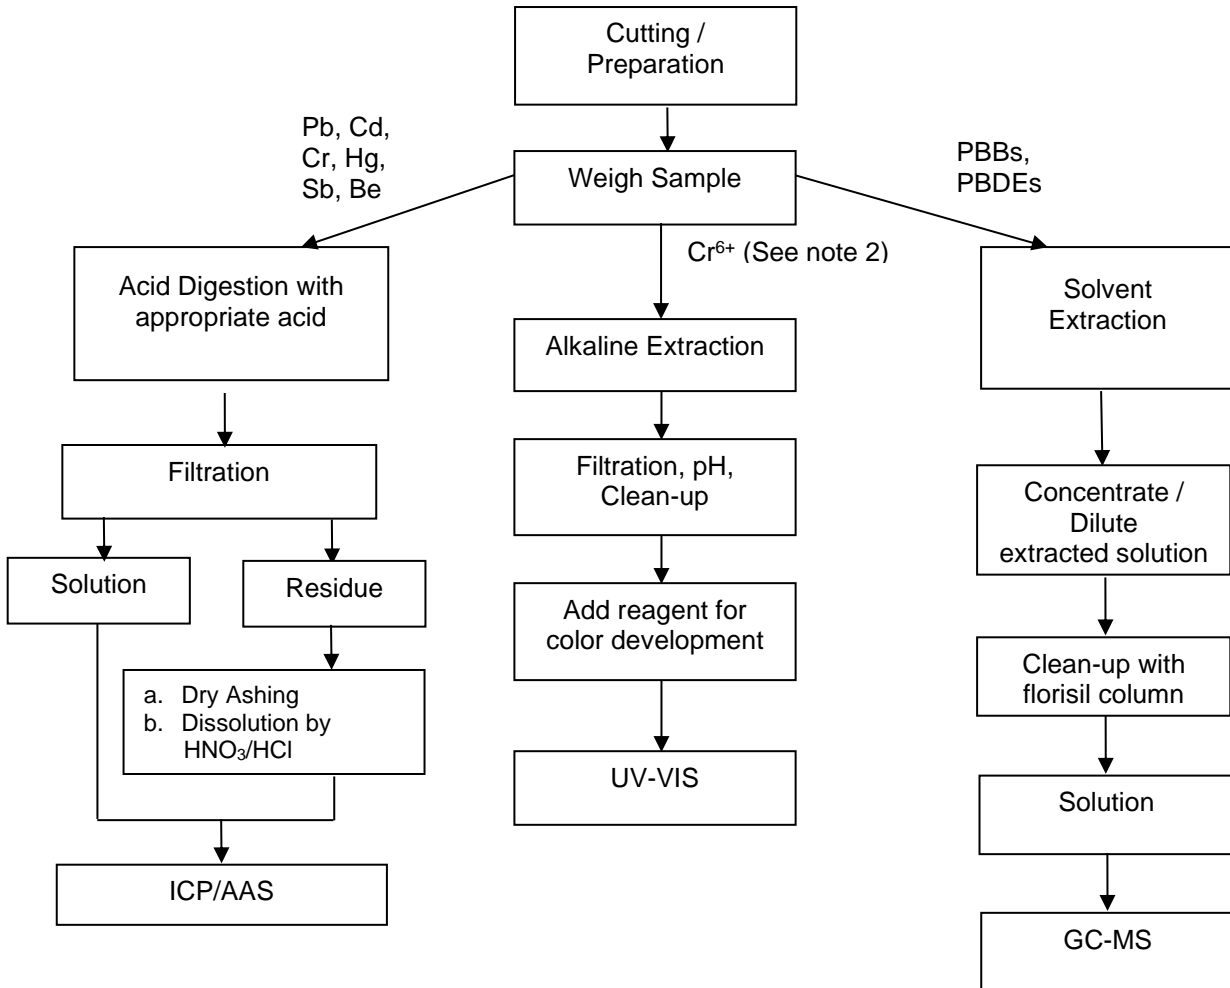 Cutting /
Preparation
Pb, Cd,
Cr, Hg,
Sb, Be
Weigh Sample
PBBs,
PBDEs
Cr⁶⁺ (See note 2)
Acid Digestion with
appropriate acid
Alkaline Extraction
Solvent
Extraction
Filtration
Filtration, pH,
Clean-up
Concentrate /
Dilute
extracted solution
Solution
Residue
Add reagent for
color development
a. Dry Ashing
b. Dissolution by
HNO₃/HCl
Clean-up with
florisil column
UV-VIS
Solution
ICP/AAS
GC-MS